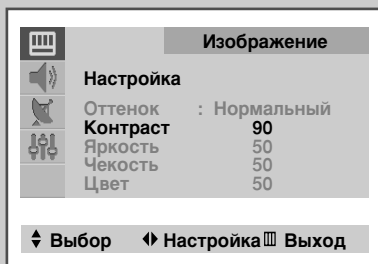 Изображение
Настройка
Оттенок : Нормальный
Контраст 90
Яркость 50
Чекость 50
Цвет 50
Выбор Настройка Выход